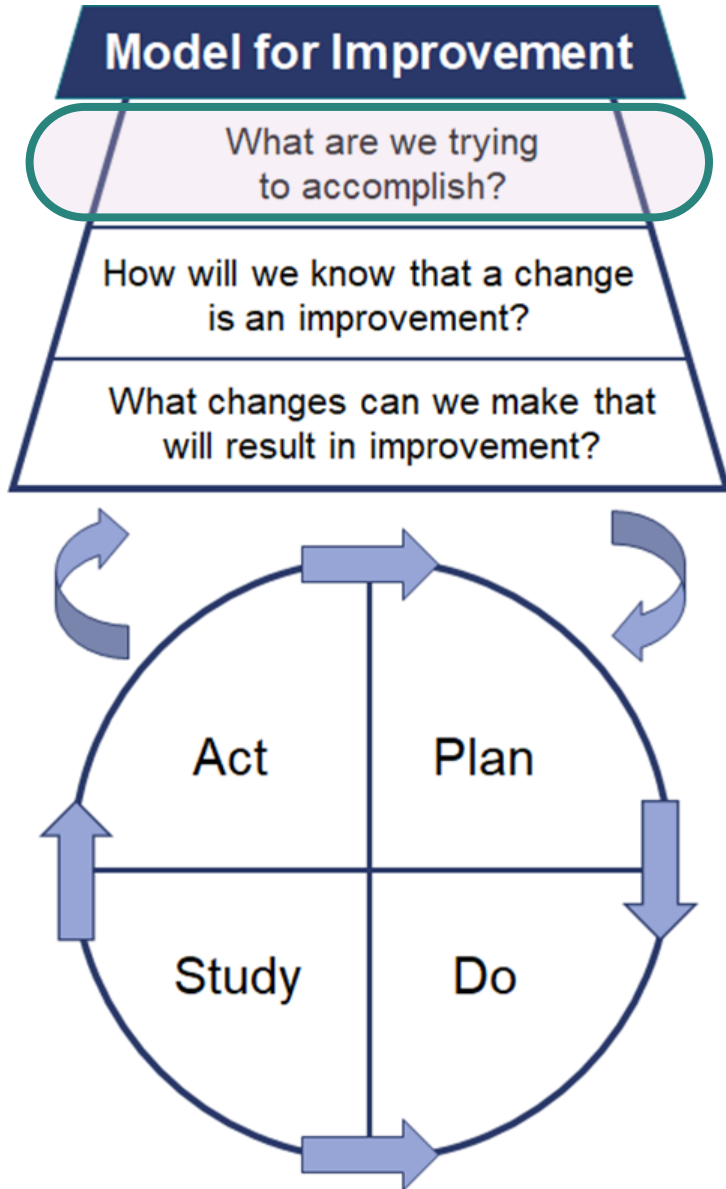 Model for Improvement
What are we trying
to accomplish?
How will we know that a change
is an improvement?
What changes can we make that
will result in improvement?
Act
Plan
Study
Do